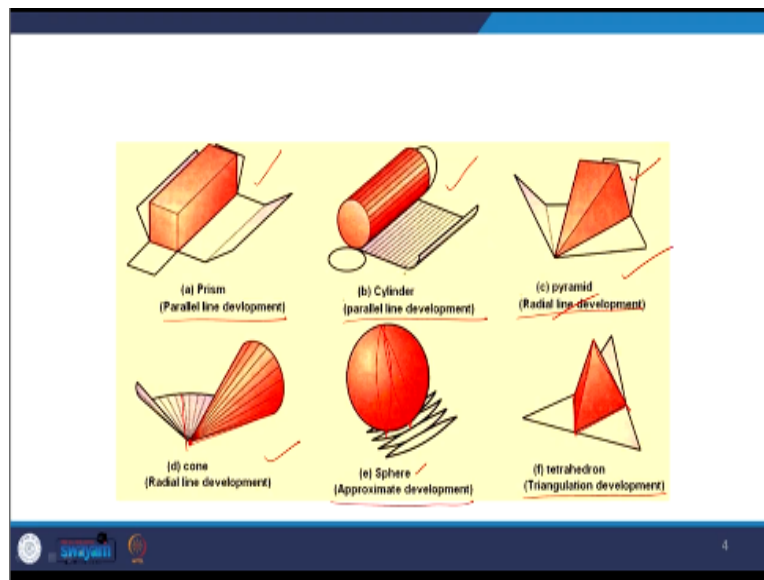 (a) Prism
(Parallel line devlopment)
(b) Cylinder
(parallel line development)
(c) pyramid
(Radial line development)
(d) cone
(Radial line development)
(e) Sphere
(Approximate development)
(f) tetrahedron
(Triangulation development)
swayam
4